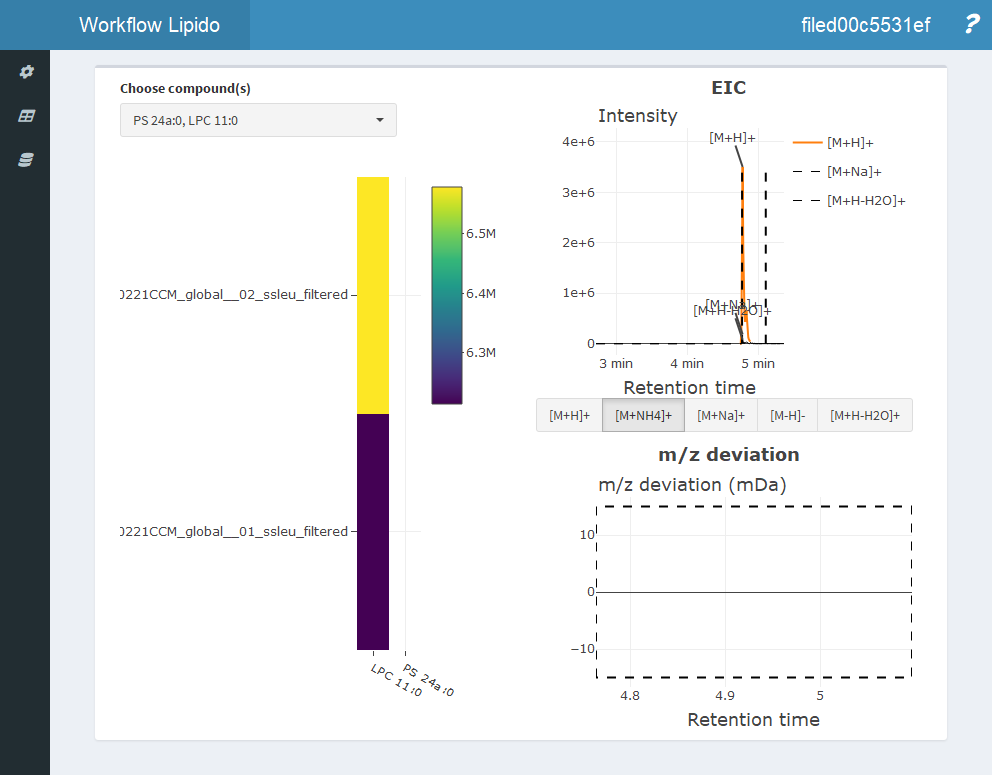 Workflow Lipido
filed00c5531ef
?
Choose compound(s)
PS 24a:0, LPC 11:0
0221CCM_global__02_ssleu_filtered
0221CCM_global__01_ssleu_filtered
LPC 11:0
PS 24a:0
6.5M
6.4M
6.3M
EIC
Intensity
4e+6
3e+6
2e+6
1e+6
0
[M+H]+
[M+Na]+
[M+H-H2O]+
3 min
4 min
5 min
Retention time
[M+H]+
[M+Na]+
[M+H-H2O]+
[M+H]+
[M+NH4]+
[M+Na]+
[M-H]-
[M+H-H2O]+
m/z deviation
m/z deviation (mDa)
10
0
−10
4.8
4.9
5
Retention time